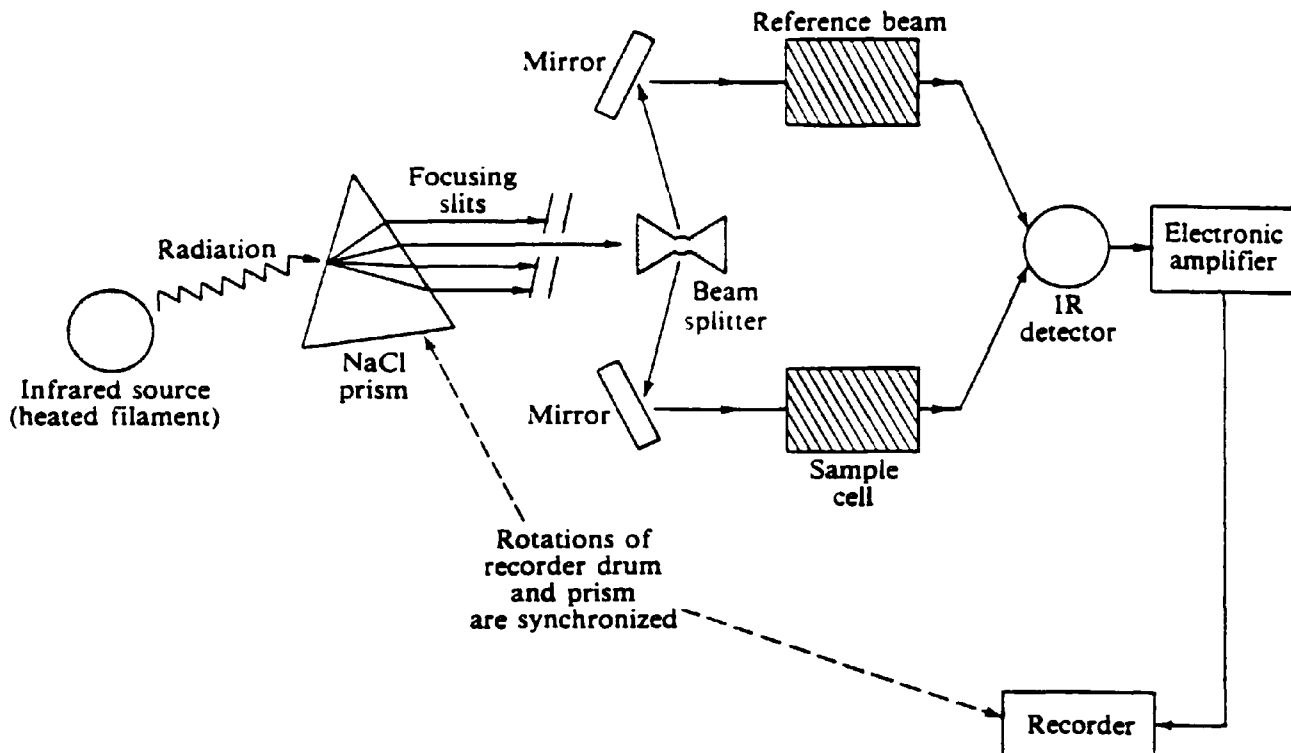 Reference beam
Mirror
Focusing
slits
Radiation
Electronic
amplifier
Beam
splitter
IR
detector
NaCl
prism
Infrared source
(heated filament)
Mirror
Sample
cell
Rotations of
recorder drum
and prism
are synchronized
Recorder